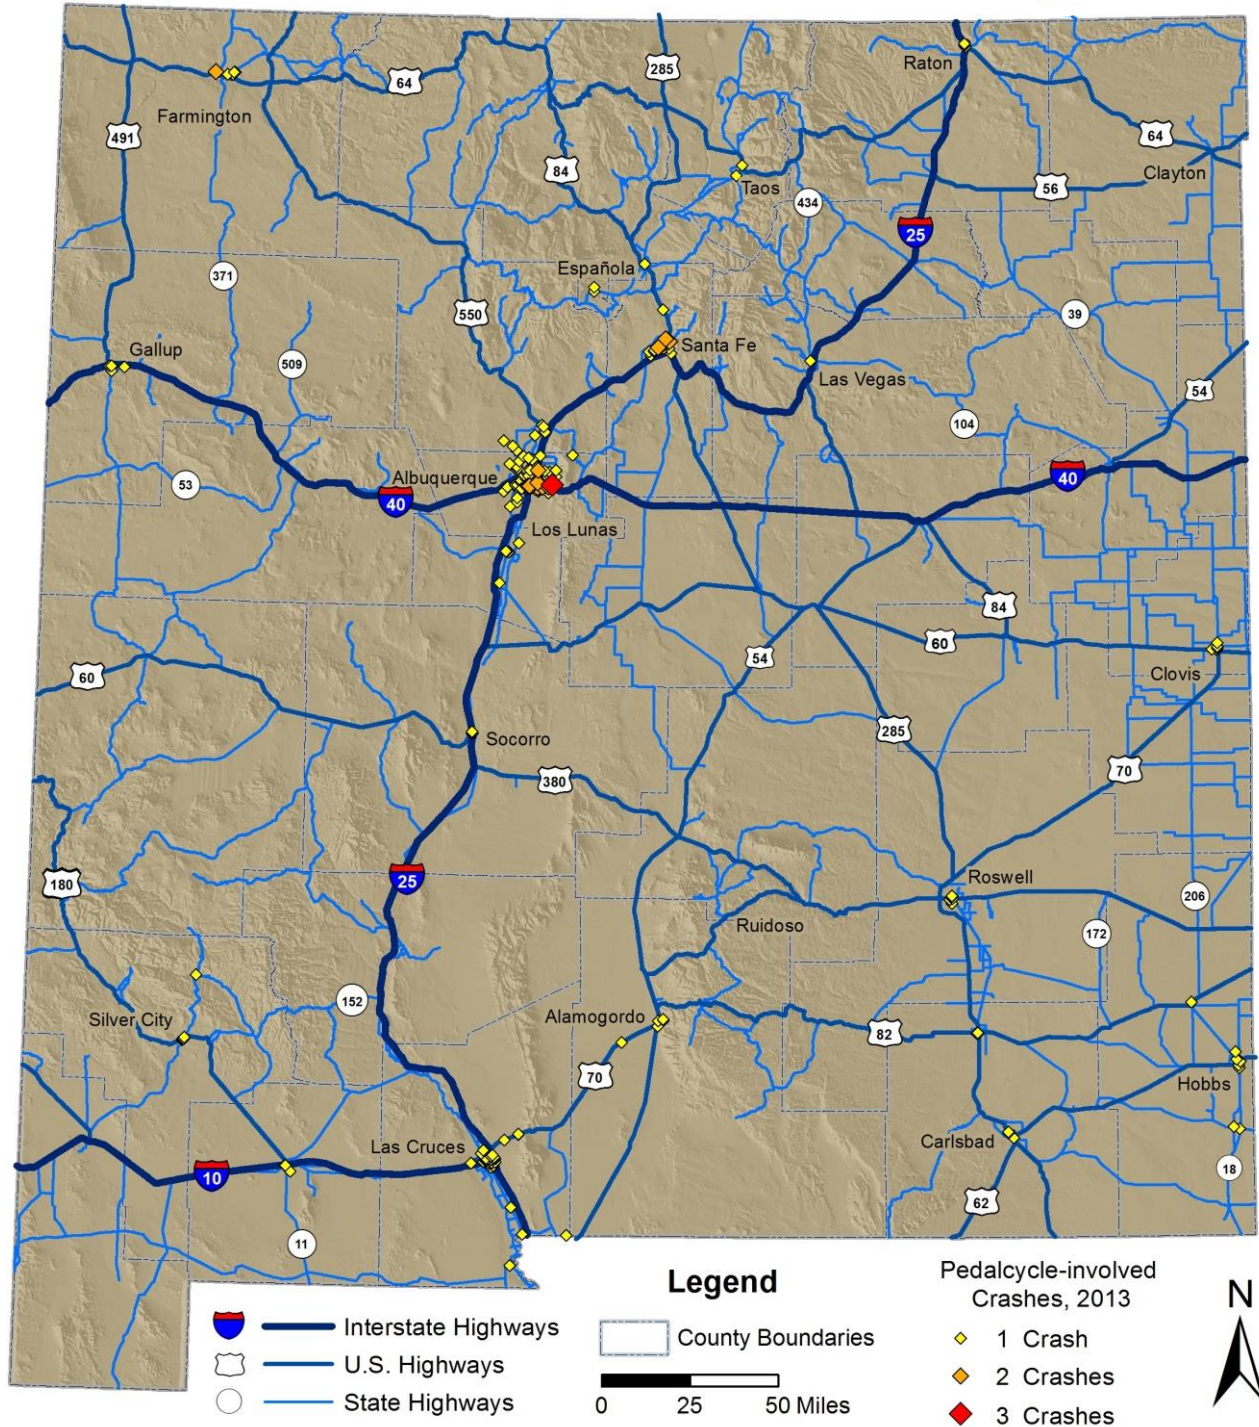 285
Raton
64
Farmington
491
64
Clayton
84
56
Taos
434
25
Española
371
550
39
Gallup
Santa Fe
509
Las Vegas
54
104
Albuquerque
53
40
40
Los Lunas
84
60
54
60
Clovis
285
Socorro
70
380
25
180
Roswell
206
Ruidoso
172
152
Silver City
Alamogordo
82
70
Hobbs
Las Cruces
Carlsbad
10
18
62
11
Legend
Pedalcycle-involved
Crashes, 2013
N
Interstate Highways
County Boundaries
1 Crash
U.S. Highways
2 Crashes
State Highways
0 25 50 Miles
3 Crashes